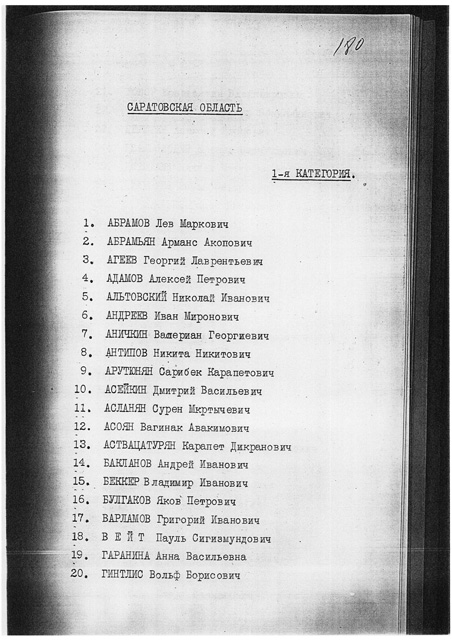 180
САРАТОВСКАЯ ОБЛАСТЬ
1-я КАТЕГОРИЯ.
1. АБРАМОВ Лев Маркович
2. АБРАМЬЯН Арманс Акопович
3. АГЕЕВ Георгий Лаврентьевич
4. АДАМОВ Алексей Петрович
5. АЛЬТОВСКИЙ Николай Иванович
6. АНДРЕЕВ Иван Миронович
7. АНИЧКИН Валериан Георгиевич
8. АНТИПОВ Никита Никитович
9. АРУТЮНЯН Сарибек Карапетович
10. АСЕЙКИН Дмитрий Васильевич
11. АСЛАНЯН Сурен Мкртычевич
12. АСОЯН Вагинак Авакимович
13. АСТВАЦАТУРЯН Карапет Дикранович
14. БАКЛАНОВ Андрей Иванович
15. БЕККЕР Владимир Иванович
16. БУЛГАКОВ Яков Петрович
17. ВАРЛАМОВ Григорий Иванович
18. В Е Й Т Пауль Сигизмундович
19. ГАРАНИНА Анна Васильевна
20. ГИНТЛИС Вольф Борисович